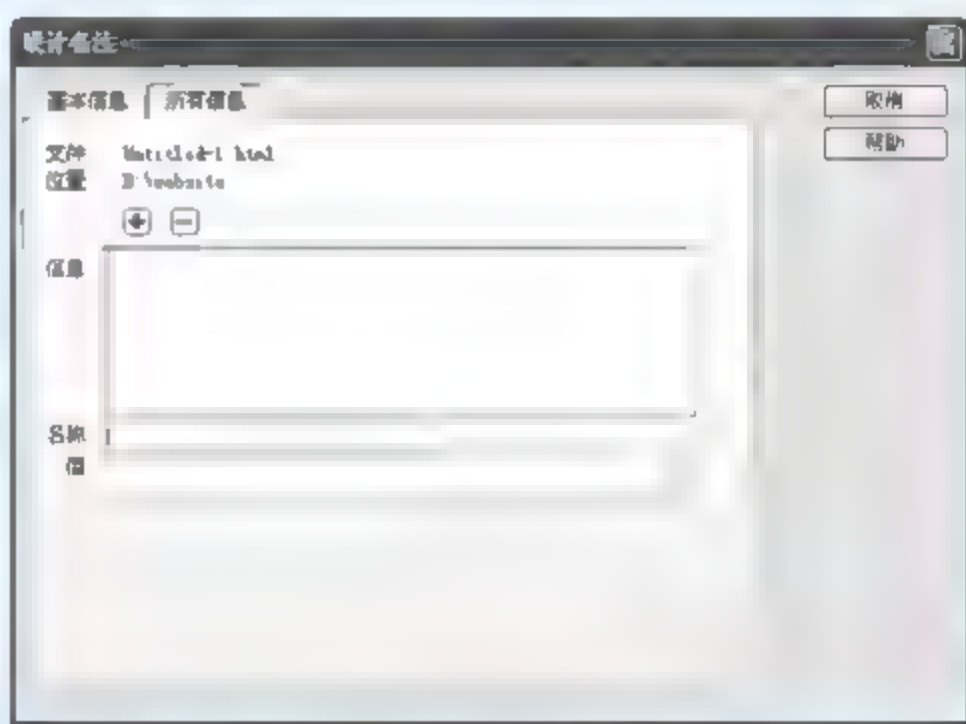 设计备注
基本信息 所有信息
取消
帮助
文件 Untitled-1 html
位置 D:\website
信息
名称
值